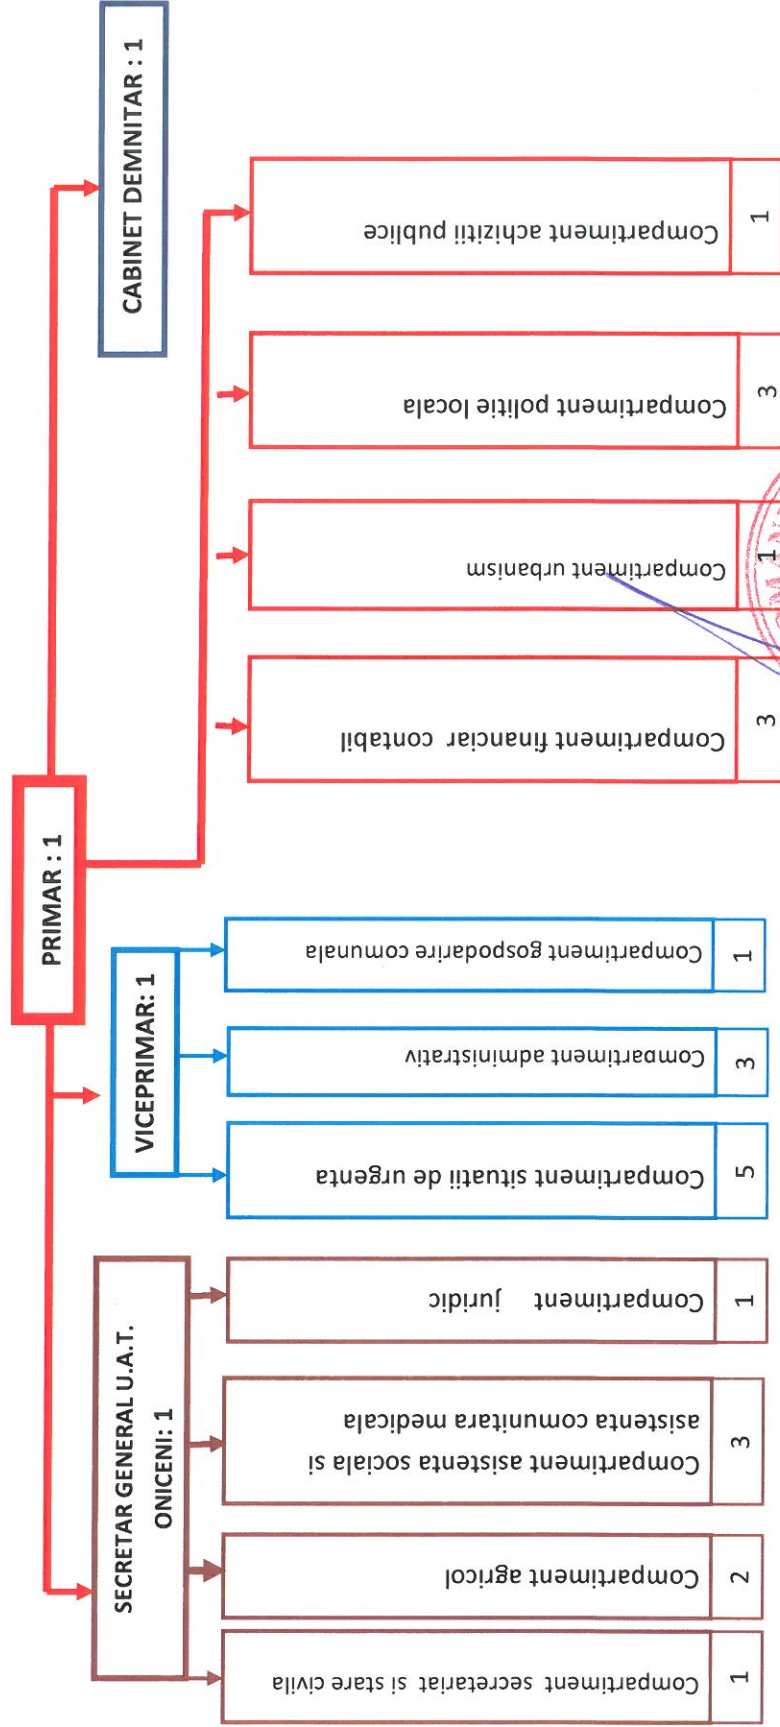 PRIMAR : 1
CABINET DEMNITAR : 1
VICEPRIMAR: 1
SECRETAR GENERAL U.A.T.
ONICENI: 1
Compartiment secretariat si stare civila
1
Compartiment agricol
2
Compartiment asistenta sociala si
asistenta comunitara medicala
3
Compartiment juridic
1
Compartiment situatii de urgenta
5
Compartiment administrativ
3
Compartiment gospodarire comunala
1
Compartiment financiar contabil
3
Compartiment urbanism
1
Compartiment politie locala
3
Compartiment achizitii publice
1